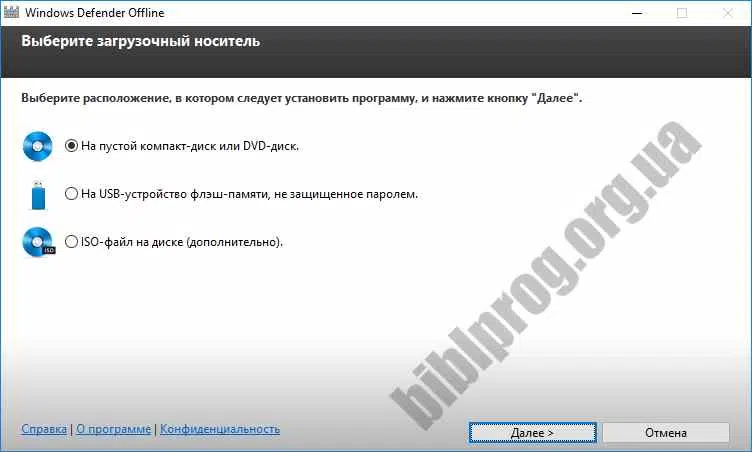 Windows Defender Offline
Выберите загрузочный носитель
Выберите расположение, в котором следует установить программу, и нажмите кнопку "Далее".
На пустой компакт-диск или DVD-диск.
На USB-устройство флэш-памяти, не защищенное паролем.
ISO
ISO-файл на диске (дополнительно).
biblprog.org.ua
Справка | О программе | Конфиденциальность
Далее >
Отмена